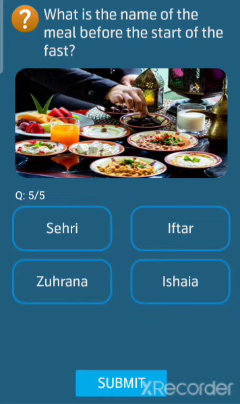 ?
What is the name of the
meal before the start of the
fast?
Q: 5/5
Sehri
Iftar
Zuhrana
Ishaia
SUBMIT
XRecorder